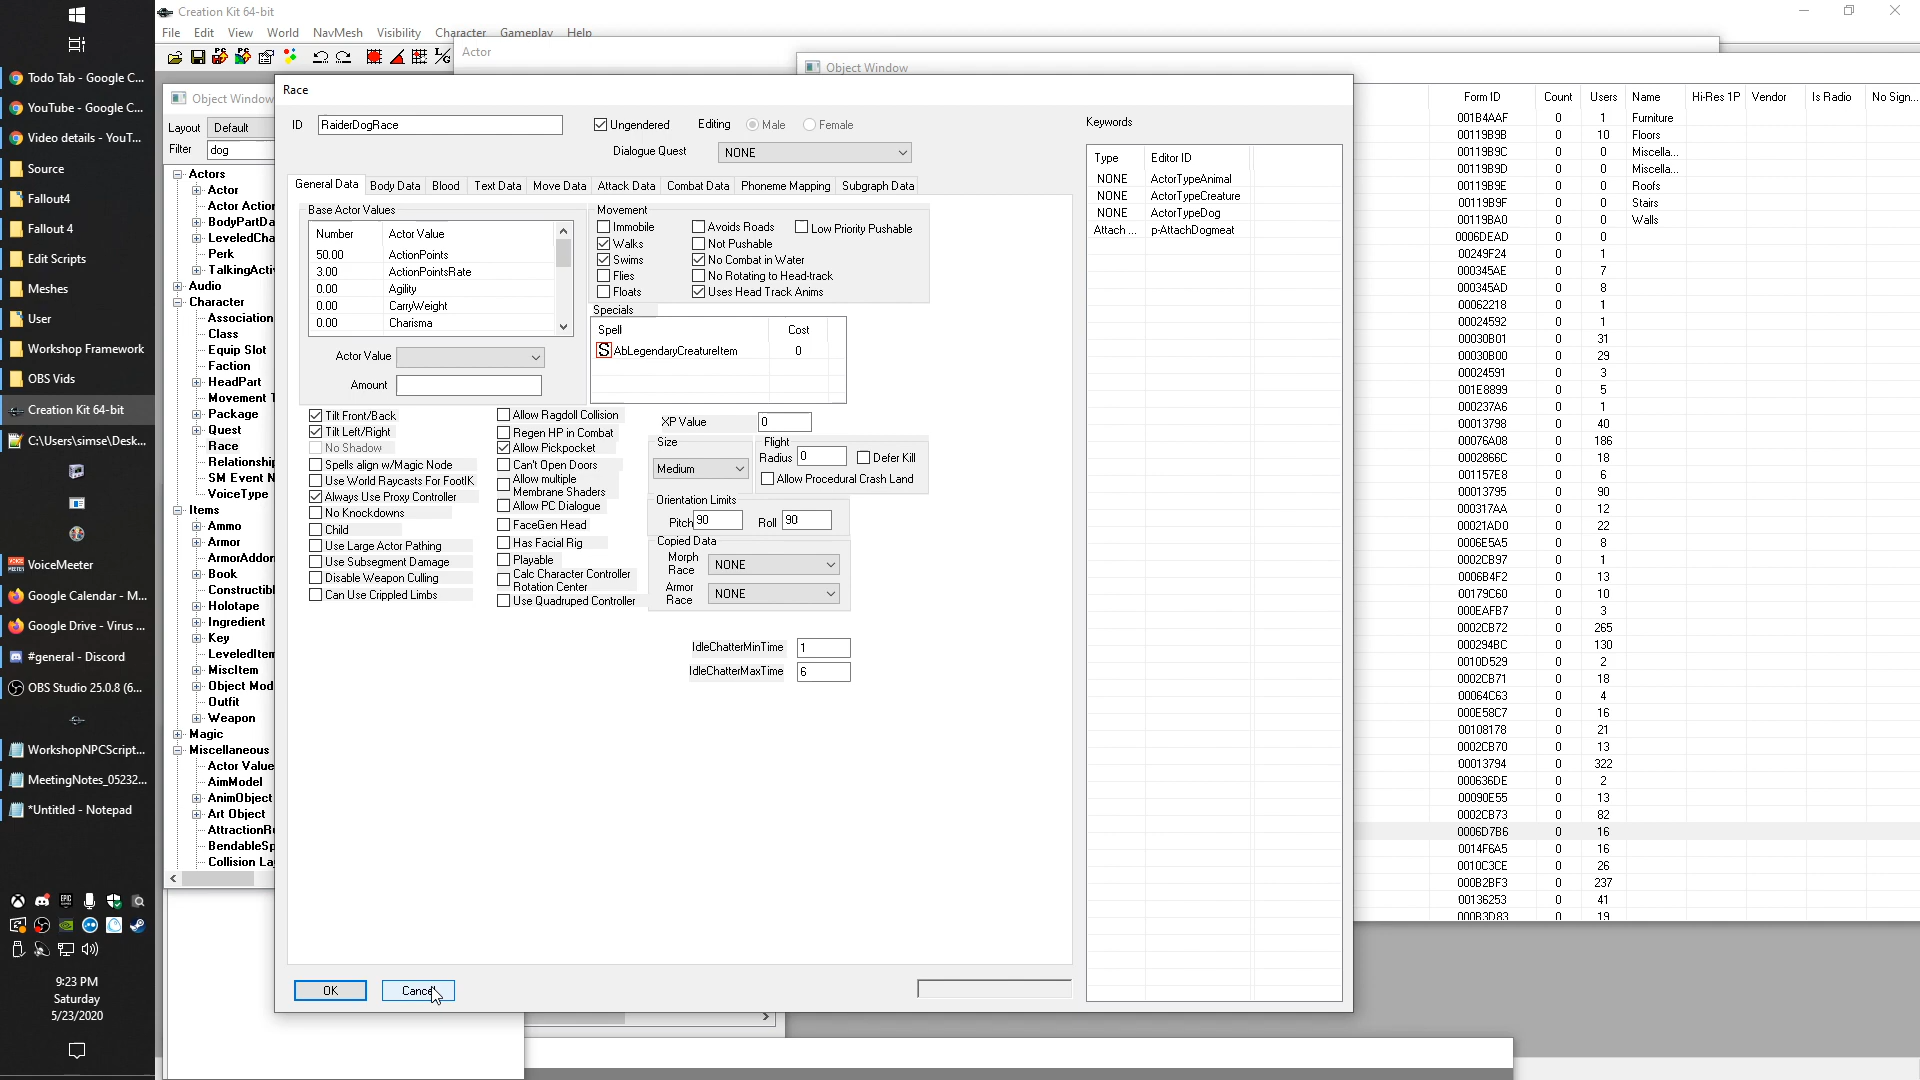 Creation Kit 64-bit
File Edit View World NavMesh Visibility Character Gameplay Help
Actor
Object Window
Todo Tab - Google C...
YouTube - Google C...
Video details - YouT...
Source
Fallout4
Fallout 4
Edit Scripts
Meshes
User
Workshop Framework
OBS Vids
Creation Kit 64-bit
C:\Users\simse\Desk...
VoiceMeeter
Google Calendar - M...
Google Drive - Virus ...
#general - Discord
OBS Studio 25.0.8 (6...
WorkshopNPCScript...
MeetingNotes_05232...
*Untitled - Notepad
9:23 PM
Saturday
5/23/2020
Object Window
Layout Default
Filter dog
Actors
Actor
Actor Action
BodyPartDa
LeveledCha
Perk
TalkingActi
Audio
Character
Association
Class
Equip Slot
Faction
HeadPart
Movement T
Package
Quest
Race
Relationship
SM Event N
VoiceType
Items
Ammo
Armor
ArmorAddon
Book
Constructibl
Holotape
Ingredient
Key
LeveledItem
MiscItem
Object Mod
Outfit
Weapon
Magic
Miscellaneous
Actor Value
AimModel
AnimObject
Art Object
AttractionRu
BendableSp
Collision La
Race
ID RaiderDogRace Ungendered Editing Male Female
Dialogue Quest NONE
General Data Body Data Blood Text Data Move Data Attack Data Combat Data Phoneme Mapping Subgraph Data
Base Actor Values
Number Actor Value
50.00 ActionPoints
3.00 ActionPointsRate
0.00 Agility
0.00 CarryWeight
0.00 Charisma
Actor Value
Amount
Movement
Immobile Avoids Roads Low Priority Pushable
Walks Not Pushable
Swims No Combat in Water
Flies No Rotating to Head-track
Floats Uses Head Track Anims
Specials
Spell Cost
S AbLegendaryCreatureItem 0
Tilt Front/Back
Tilt Left/Right
No Shadow
Spells align w/Magic Node
Use World Raycasts For FootIK
Always Use Proxy Controller
No Knockdowns
Child
Use Large Actor Pathing
Use Subsegment Damage
Disable Weapon Culling
Can Use Crippled Limbs
Allow Ragdoll Collision
Regen HP in Combat
Allow Pickpocket
Can't Open Doors
Allow multiple
Membrane Shaders
Allow PC Dialogue
FaceGen Head
Has Facial Rig
Playable
Calc Character Controller
Rotation Center
Use Quadruped Controller
XP Value 0
Size
Medium
Flight
Radius 0 Defer Kill
Allow Procedural Crash Land
Orientation Limits
Pitch 90 Roll 90
Copied Data
Morph
Race NONE
Armor
Race NONE
IdleChatterMinTime 1
IdleChatterMaxTime 6
OK Cancel
Keywords
Type Editor ID
NONE ActorTypeAnimal
NONE ActorTypeCreature
NONE ActorTypeDog
Attach ... p-AttachDogmeat
Form ID Count Users Name Hi-Res 1P Vendor Is Radio No Sign...
001B4AAF 0 1 Furniture
00119B9B 0 10 Floors
00119B9C 0 0 Miscella...
00119B9D 0 0 Miscella...
00119B9E 0 0 Roofs
00119B9F 0 0 Stairs
00119BA0 0 0 Walls
0006DEAD 0 0
00249F24 0 1
000345AE 0 7
000345AD 0 8
00062218 0 1
00024592 0 1
00030B01 0 31
00030B00 0 29
00024591 0 3
001E8899 0 5
000237A6 0 1
00013798 0 40
00076A08 0 186
0002866C 0 18
001157E8 0 6
00013795 0 90
000317AA 0 12
00021AD0 0 22
0006E5A5 0 8
0002CB97 0 1
0006B4F2 0 13
00179C60 0 10
000EAFB7 0 3
0002CB72 0 265
000294BC 0 130
0010D529 0 2
0002CB71 0 18
00064C63 0 4
000E58C7 0 16
00108178 0 21
0002CB70 0 13
00013794 0 322
000636DE 0 2
00090E55 0 13
0002CB73 0 82
0006D7B6 0 16
0014F6A5 0 16
0010C3CE 0 26
000B2BF3 0 237
00136253 0 41
000B3D83 0 19